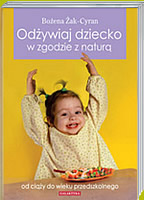 Bożena Żak-Cyran
Odżywiaj dziecko
w zgodzie z naturą
od ciąży do wieku przedszkolnego